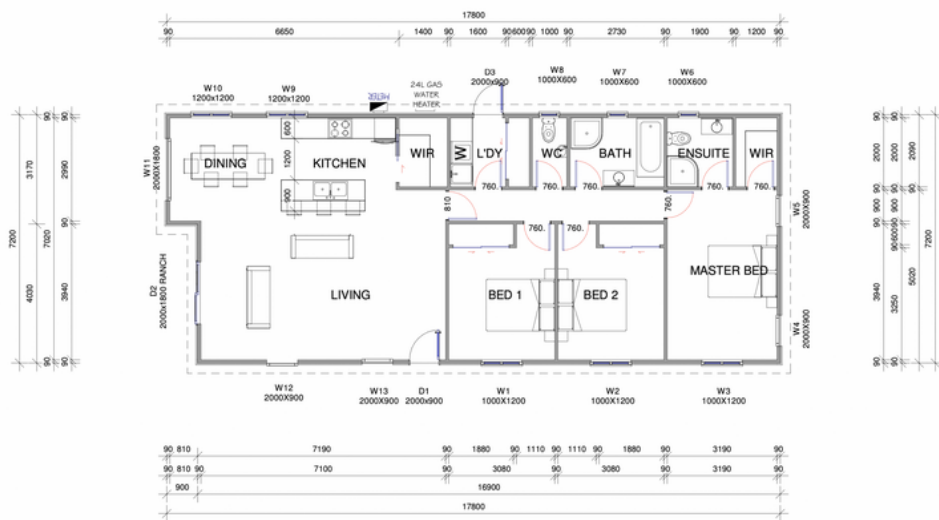 17800
90 6650 90 1400 90 1600 90 600 90 1000 90 2730 90 1900 90 1200 90
W10
1200x1200
W9
1200x1200
METER
24L GAS
WATER
HEATER
D3
2000x900
W8
1000X600
W7
1000X600
W6
1000X600
7200
3170
4030
7020
90
2990
90
3940
90
W11
2000X1800
D2
2000x1800 RANCH
DINING
600
1200
900
KITCHEN
WIR
W
L'DY
WC
BATH
ENSUITE
WIR
760.
760.
760.
760.
760.
810
760.
760.
760.
LIVING
BED 1
BED 2
MASTER BED
W5
2000X900
W4
2000X900
90
2000
90
900
90
3940
90
90
2000
90
900
90
600
90
3250
90
90
2090
5020
90
7200
W12
2000X900
W13
2000X900
D1
2000x900
W1
1000X1200
W2
1000X1200
W3
1000X1200
90 810 7190 90 1880 90 1110 90 1110 90 1880 90 3190 90
90 810 90 7100 90 3080 90 3080 90 3190 90
900 16900
17800